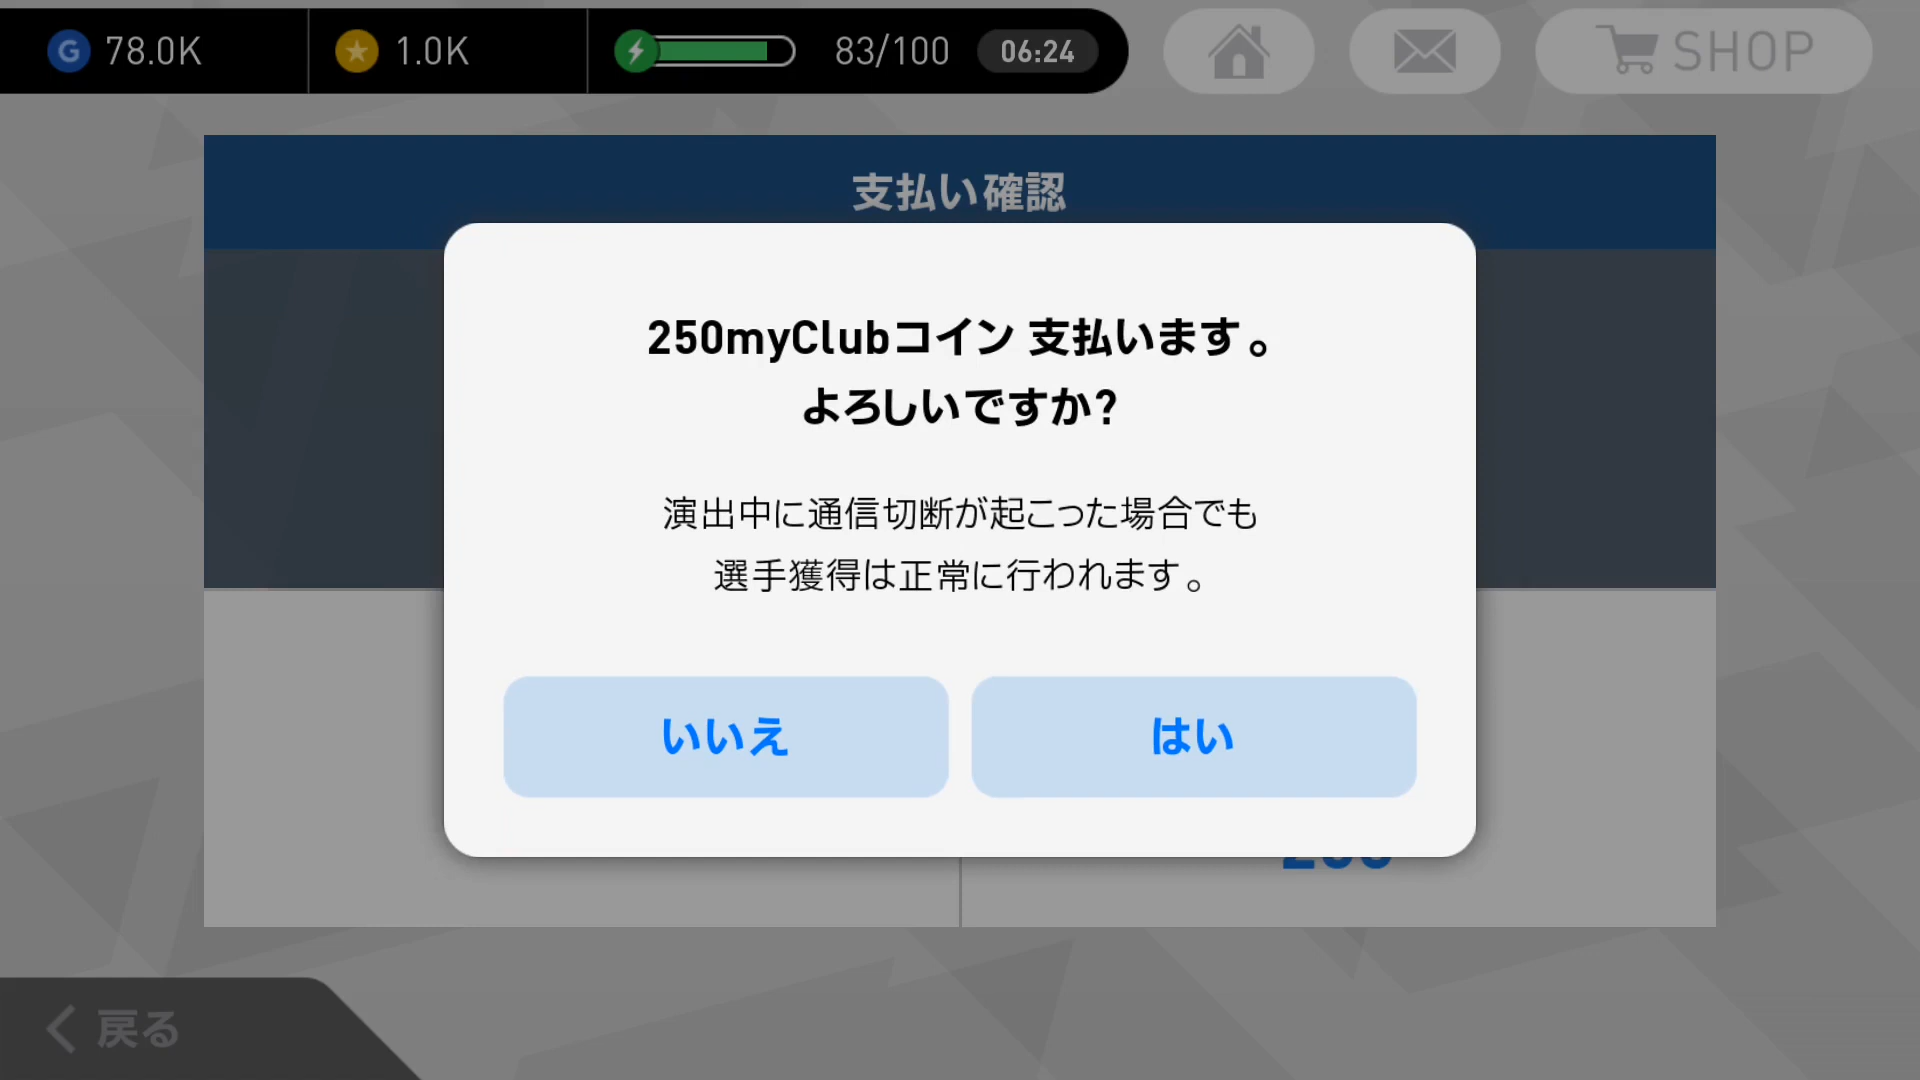 G 78.0K
1.0K
83/100
06:24
SHOP
支払い確認
250myClubコイン 支払います。
よろしいですか?
演出中に通信切断が起こった場合でも
選手獲得は正常に行われます。
いいえ
はい
250
戻る